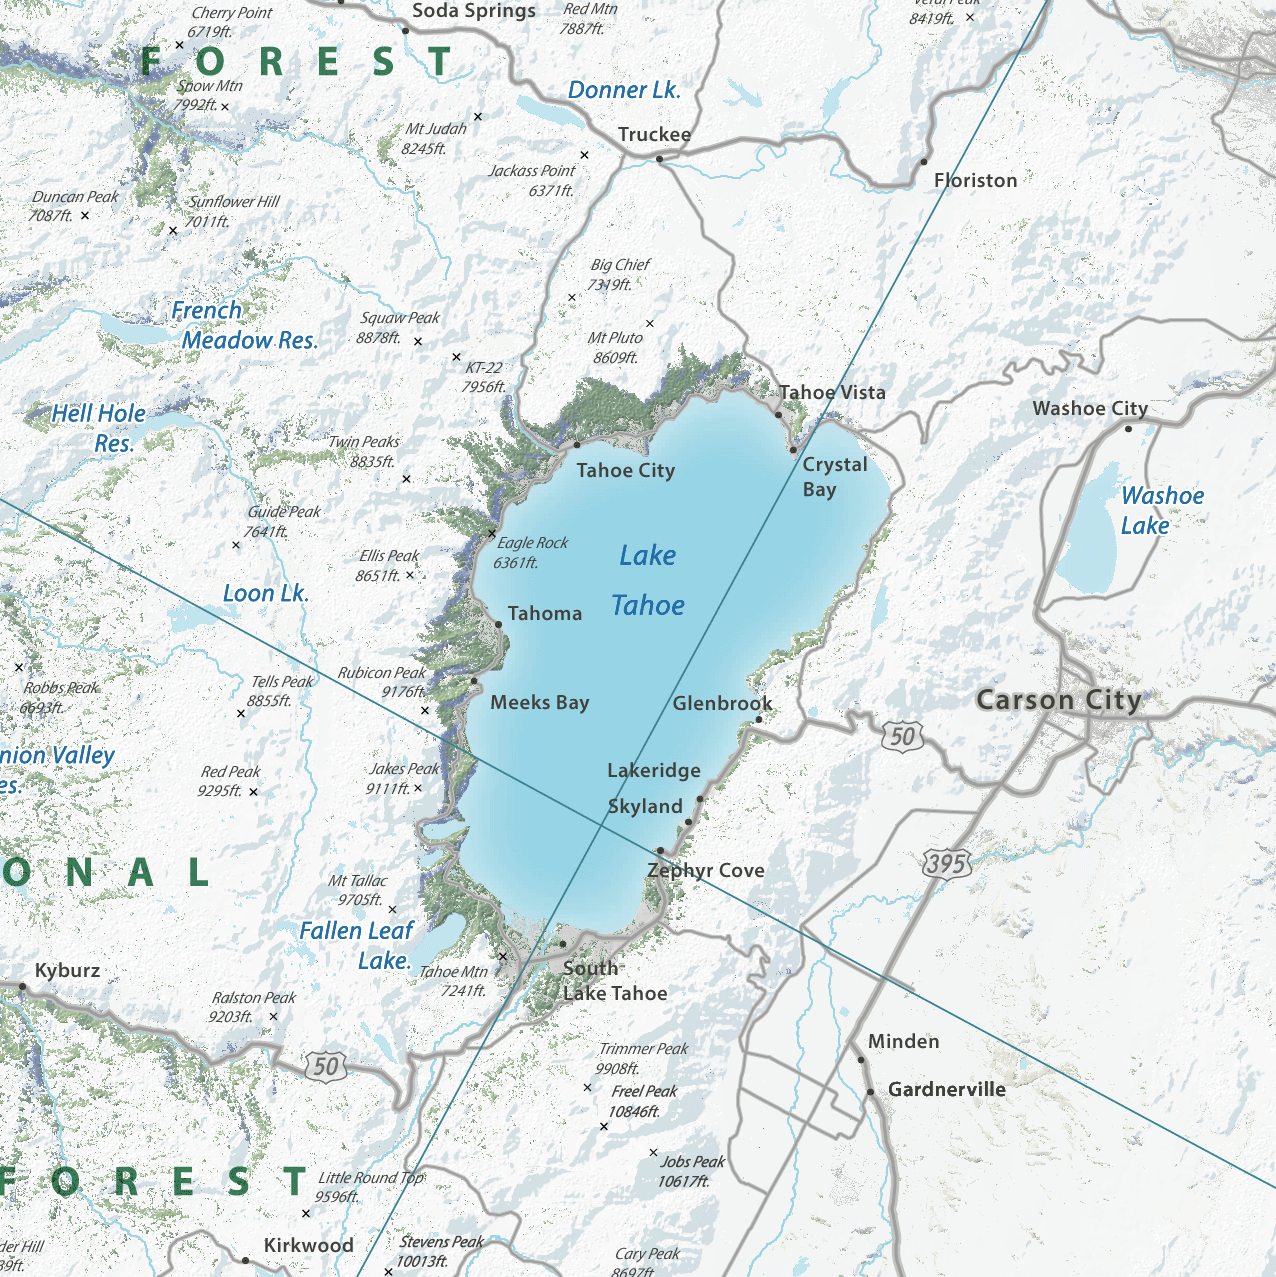 Cherry Point
6719ft.
Soda Springs
Red Mtn
7887ft.
8419ft.
FOREST
Snow Mtn
7992ft.
Donner Lk.
Mt Judah
8245ft.
Truckee
Jackass Point
6371ft.
Floriston
Duncan Peak
7087ft.
Sunflower Hill
7011ft.
Big Chief
7319ft.
French
Meadow Res.
Squaw Peak
8878ft.
Mt Pluto
8609ft.
KT-22
7956ft.
Tahoe Vista
Washoe City
Hell Hole
Res.
Twin Peaks
8835ft.
Tahoe City
Crystal
Bay
Washoe
Lake
Guide Peak
7641ft.
Eagle Rock
6361ft.
Ellis Peak
8651ft.
Lake
Tahoe
Loon Lk.
Tahoma
Rubicon Peak
9176ft.
Robbs Peak
6693ft.
Tells Peak
8855ft.
Meeks Bay
Glenbrook
Carson City
50
nion Valley
es.
Red Peak
9295ft.
Jakes Peak
9111ft.
Lakeridge
Skyland
395
ONAL
Zephyr Cove
Mt Tallac
9705ft.
Fallen Leaf
Lake.
Kyburz
Tahoe Mtn
7241ft.
South
Lake Tahoe
Ralston Peak
9203ft.
50
Trimmer Peak
9908ft.
Minden
Freel Peak
10846ft.
Gardnerville
Jobs Peak
10617ft.
FOREST
Little Round Top
9596ft.
Kirkwood
Stevens Peak
10013ft.
der Hill
39ft.
Cary Peak
8697ft.